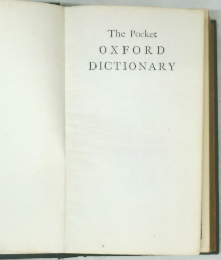 The Pocket
OXFORD
DICTIONARY